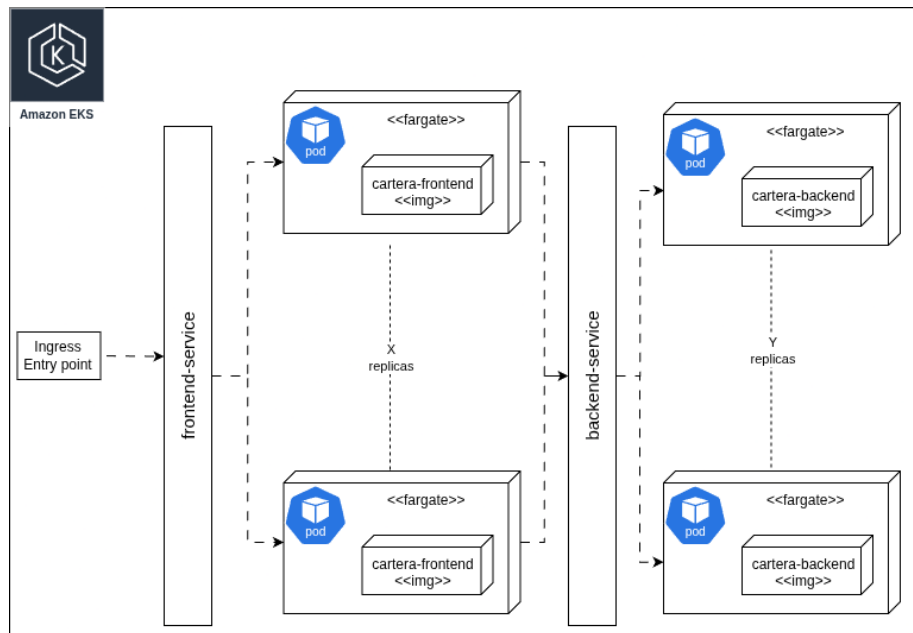 Amazon EKS
Ingress
Entry point
frontend-service
<<fargate>>
pod
cartera-frontend
<<img>>
X
replicas
<<fargate>>
pod
cartera-frontend
<<img>>
backend-service
<<fargate>>
pod
cartera-backend
<<img>>
Y
replicas
<<fargate>>
pod
cartera-backend
<<img>>